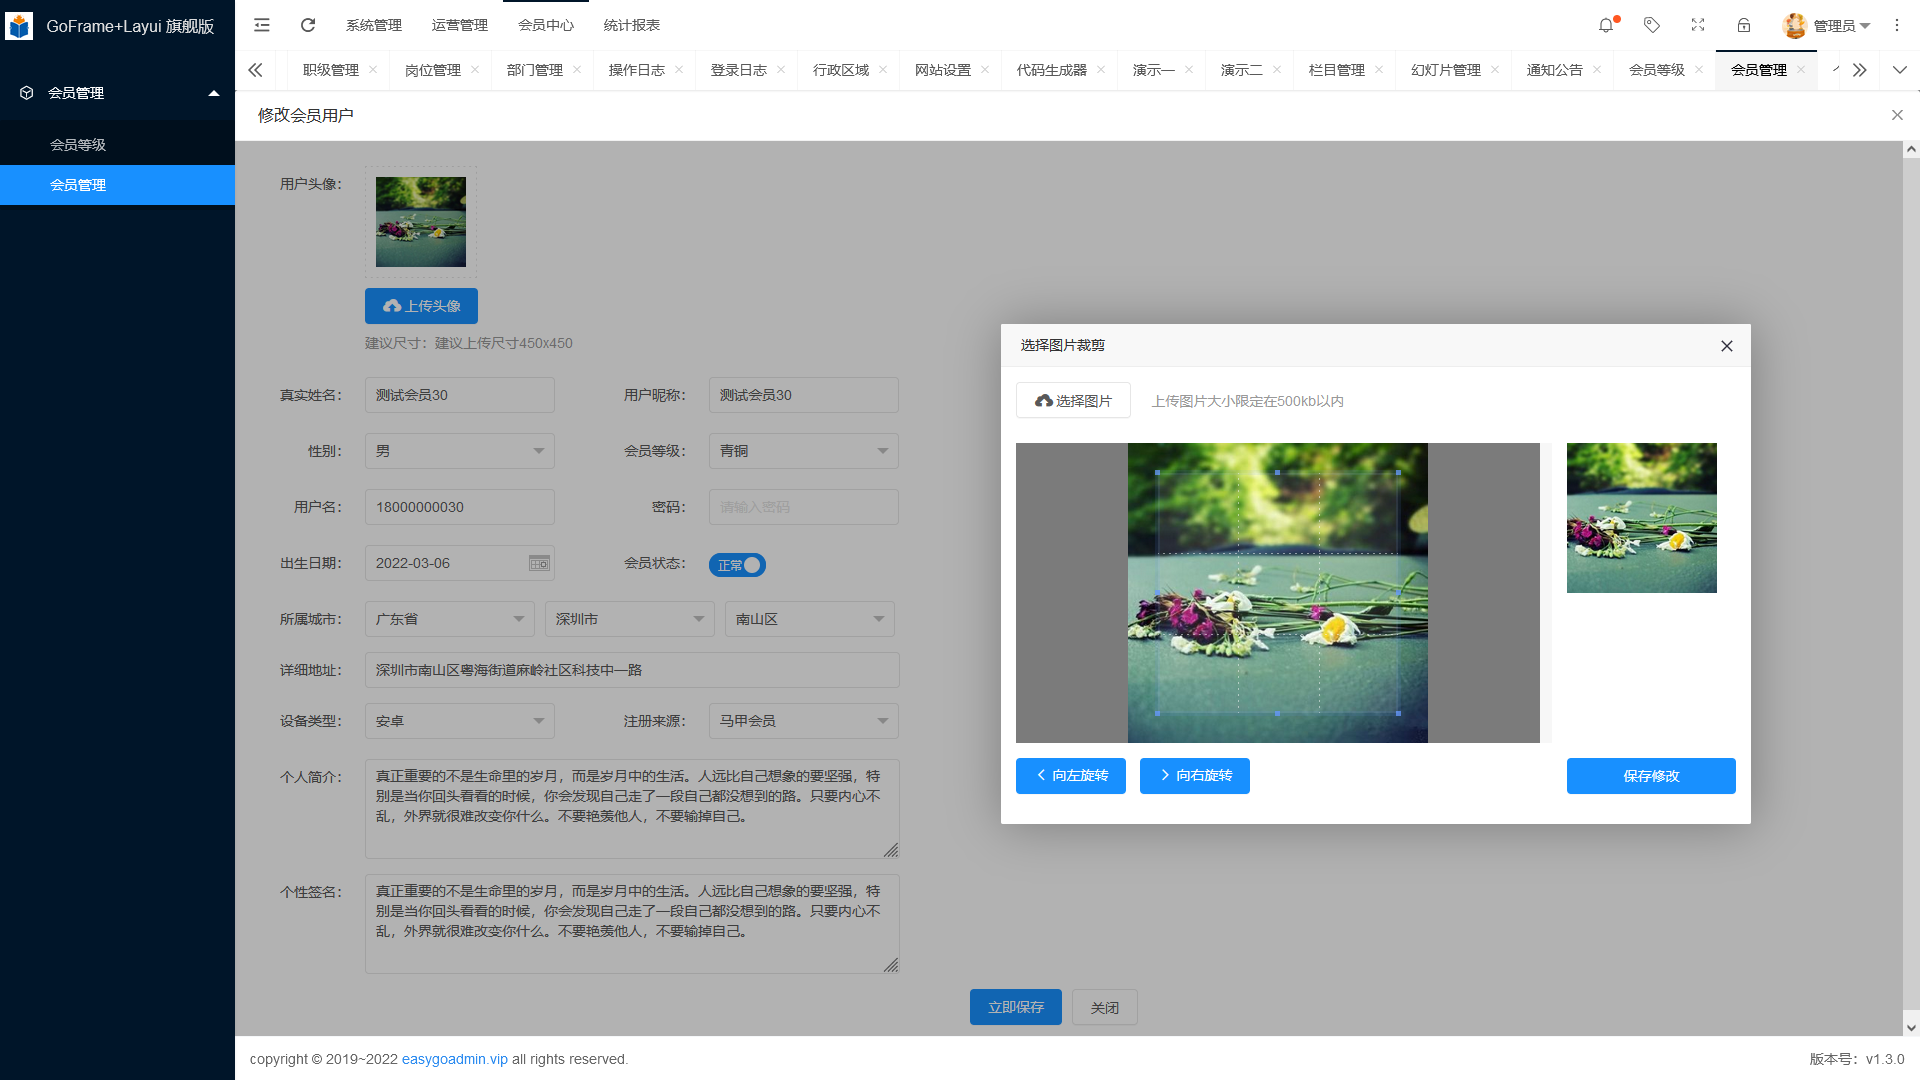 GoFrame+Layui 旗舰版
系统管理 运营管理 会员中心 统计报表 管理员
职级管理 岗位管理 部门管理 操作日志 登录日志 行政区域 网站设置 代码生成器 演示一 演示二 栏目管理 幻灯片管理 通知公告 会员等级 会员管理
会员管理
会员等级
会员管理
修改会员用户
用户头像：
上传头像
建议尺寸：建议上传尺寸450x450
真实姓名： 测试会员30 用户昵称： 测试会员30
性别： 男 会员等级： 青铜
用户名： 18000000030 密码： 请输入密码
出生日期： 2022-03-06 会员状态： 正常
所属城市： 广东省 深圳市 南山区
详细地址： 深圳市南山区粤海街道麻岭社区科技中一路
设备类型： 安卓 注册来源： 马甲会员
个人简介： 真正重要的不是生命里的岁月，而是岁月中的生活。人远比自己想象的要坚强，特
别是当你回头看看的时候，你会发现自己走了一段自己都没想到的路。只要内心不
乱，外界就很难改变你什么。不要艳羡他人，不要输掉自己。
个性签名： 真正重要的不是生命里的岁月，而是岁月中的生活。人远比自己想象的要坚强，特
别是当你回头看看的时候，你会发现自己走了一段自己都没想到的路。只要内心不
乱，外界就很难改变你什么。不要艳羡他人，不要输掉自己。
立即保存 关闭
选择图片裁剪
选择图片 上传图片大小限定在500kb以内
向左旋转 向右旋转 保存修改
copyright © 2019~2022 easygoadmin.vip all rights reserved.
版本号：v1.3.0